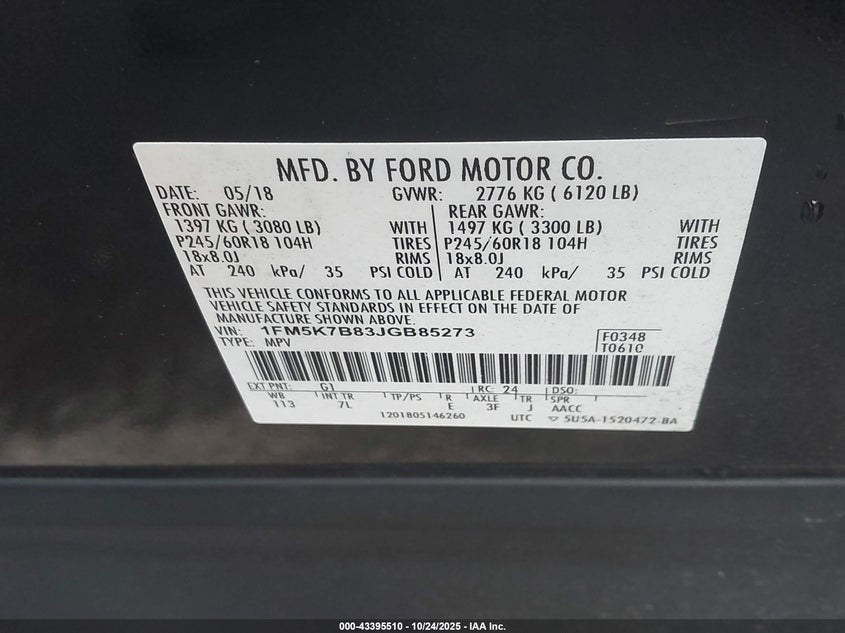 MFD. BY FORD MOTOR CO.
DATE: 05/18 GVWR: 2776 KG ( 6120 LB)
FRONT GAWR: REAR GAWR:
1397 KG ( 3080 LB) WITH 1497 KG ( 3300 LB) WITH
P245/60R18 104H TIRES P245/60R18 104H TIRES
18x8.0J RIMS 18x8.0J RIMS
AT 240 kPa/ 35 PSI COLD AT 240 kPa/ 35 PSI COLD
THIS VEHICLE CONFORMS TO ALL APPLICABLE FEDERAL MOTOR
VEHICLE SAFETY STANDARDS IN EFFECT ON THE DATE OF
MANUFACTURE SHOWN ABOVE.
VIN: 1FM5K7B83JGB85273 F0348
TYPE: MPV T0610
EXT PNT: G1 RC: 24 DSO:
WB INT TR TP/PS R AXLE TR SPR
113 7L E 3F J AACC
1201805146260 UTC ▽ 5U5A-1520472-BA
000-43395510 - 10/24/2025 - IAA Inc.